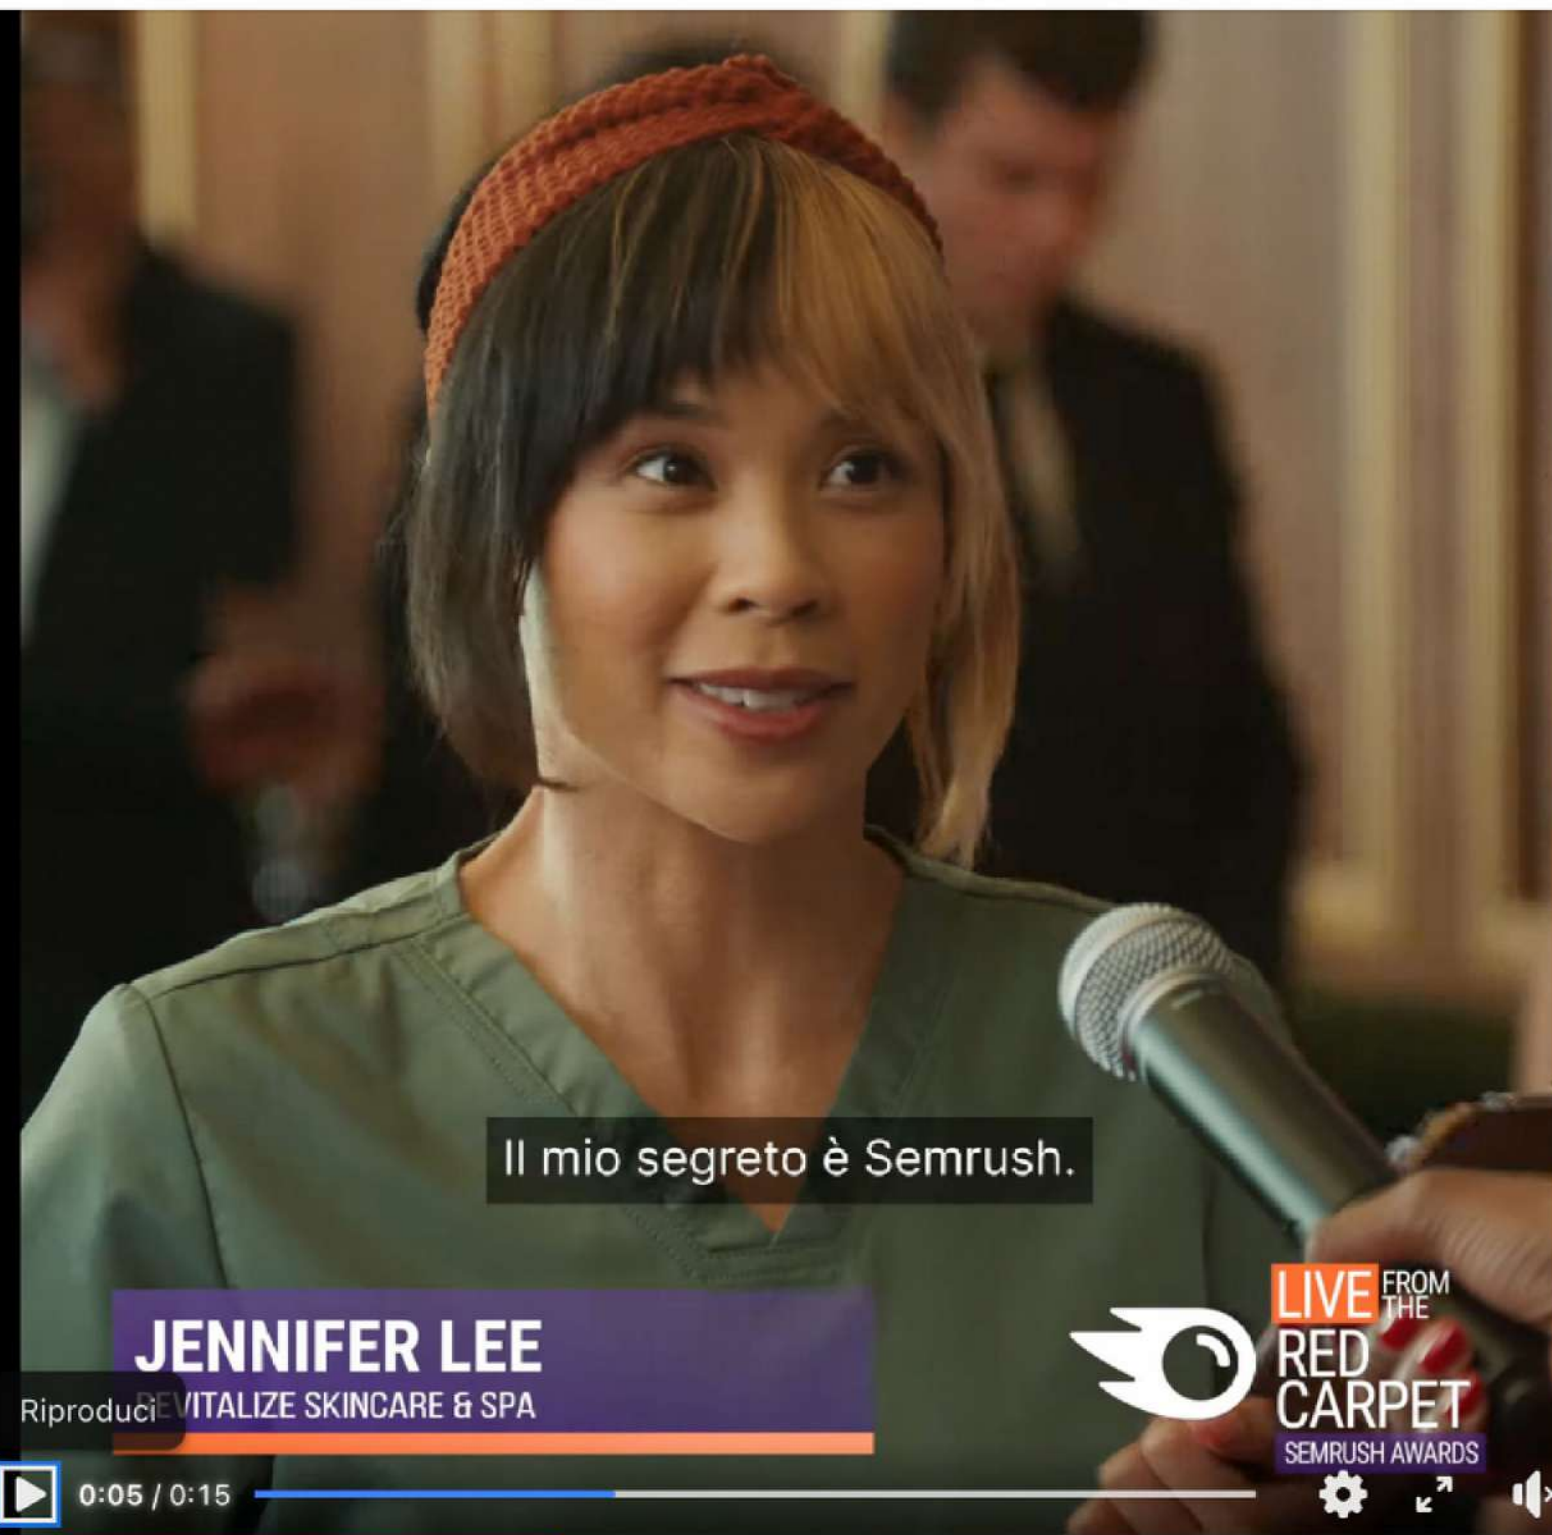 Il mio segreto è Semrush.
LIVE FROM
THE
RED
CARPET
SEMRUSH AWARDS
JENNIFER LEE
REVITALIZE SKINCARE & SPA
Riproduci
0:05 / 0:15